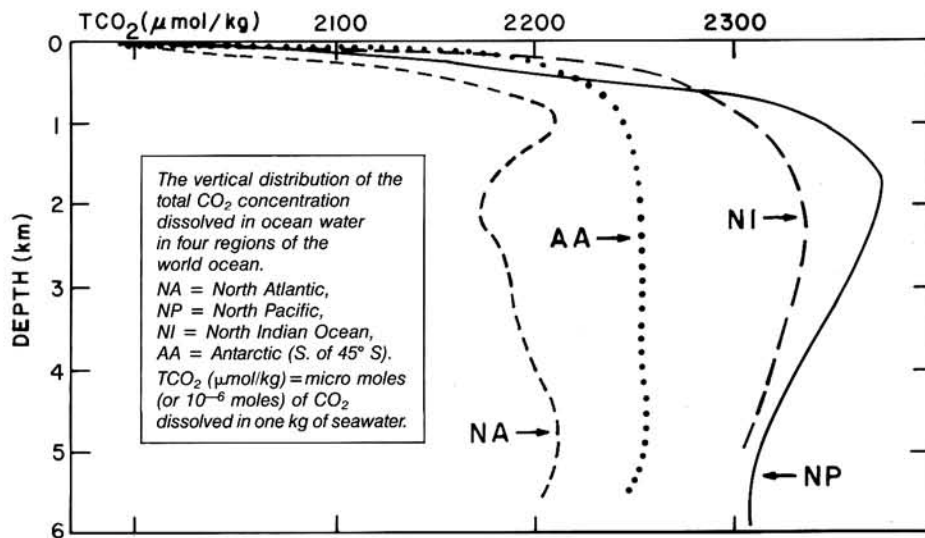 TCO₂(μmol/kg) 2100 2200 2300
0
1
2
3
4
5
6
DEPTH (km)
The vertical distribution of the
total CO₂ concentration
dissolved in ocean water
in four regions of the
world ocean.
NA = North Atlantic,
NP = North Pacific,
NI = North Indian Ocean,
AA = Antarctic (S. of 45° S).
TCO₂ (μmol/kg) = micro moles
(or 10⁻⁶ moles) of CO₂
dissolved in one kg of seawater.
NI
AA
NA
NP